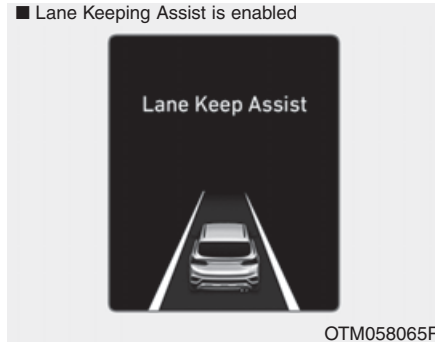 ■ Lane Keeping Assist is enabled
Lane Keep Assist
OTM058065F